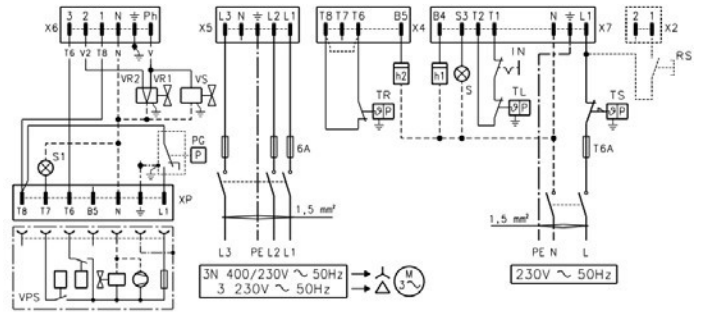 3 2 1 N Ph
X6
T6 V2 T8 N V
VR2 VR1 VS
PG
P
S1
XP
T8 T7 T6 B5 N L1
VPS
L3 N L2 L1
X5
6A
1,5 mm²
L3 PE L2 L1
3N 400/230V ~ 50Hz
3 230V ~ 50Hz
M
3~
T8 T7 T6 B5
X4
h2
TR
P
B4 S3 T2 T1 N L1
X7
h1
S
IN
TL
P
2 1
X2
RS
TS
P
T6A
1,5 mm²
PE N L
230V ~ 50Hz